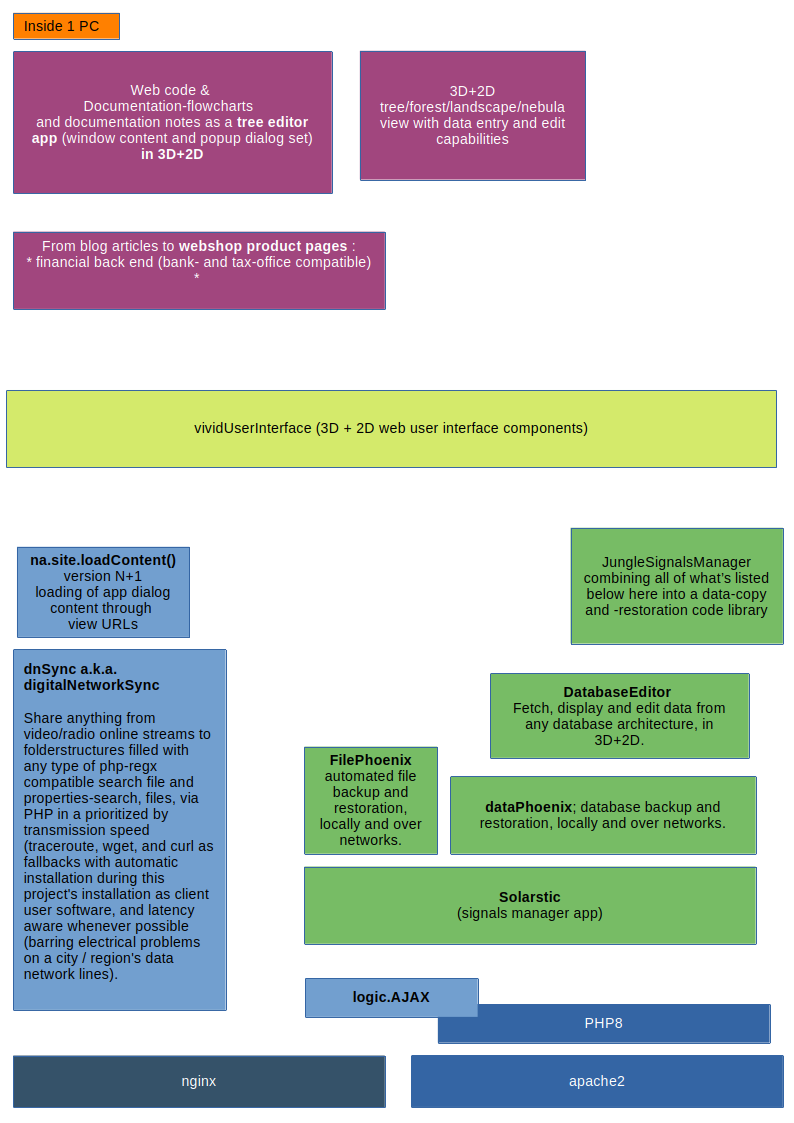 Inside 1 PC
Web code &
Documentation-flowcharts
and documentation notes as a tree editor
app (window content and popup dialog set)
in 3D+2D
3D+2D
tree/forest/landscape/nebula
view with data entry and edit
capabilities
From blog articles to webshop product pages :
* financial back end (bank- and tax-office compatible)
*
vividUserInterface (3D + 2D web user interface components)
na.site.loadContent()
version N+1
loading of app dialog
content through
view URLs
JungleSignalsManager
combining all of what's listed
below here into a data-copy
and -restoration code library
dnSync a.k.a.
digitalNetworkSync
Share anything from
video/radio online streams to
folderstructures filled with
any type of php-regx
compatible search file and
properties-search, files, via
PHP in a prioritized by
transmission speed
(traceroute, wget, and curl as
fallbacks with automatic
installation during this
project's installation as client
user software, and latency
aware whenever possible
(barring electrical problems
on a city / region's data
network lines).
DatabaseEditor
Fetch, display and edit data from
any database architecture, in
3D+2D.
FilePhoenix
automated file
backup and
restoration,
locally and over
networks.
dataPhoenix; database backup and
restoration, locally and over networks.
Solarstic
(signals manager app)
logic.AJAX
PHP8
nginx
apache2